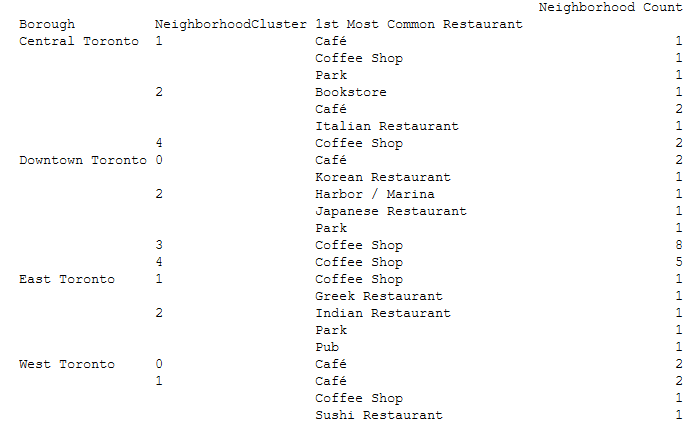 Neighborhood Count
Borough NeighborhoodCluster 1st Most Common Restaurant
Central Toronto 1 Café 1
Coffee Shop 1
Park 1
2 Bookstore 1
Café 2
Italian Restaurant 1
4 Coffee Shop 2
Downtown Toronto 0 Café 2
Korean Restaurant 1
2 Harbor / Marina 1
Japanese Restaurant 1
Park 1
3 Coffee Shop 8
4 Coffee Shop 5
East Toronto 1 Coffee Shop 1
Greek Restaurant 1
2 Indian Restaurant 1
Park 1
Pub 1
West Toronto 0 Café 2
1 Café 2
Coffee Shop 1
Sushi Restaurant 1